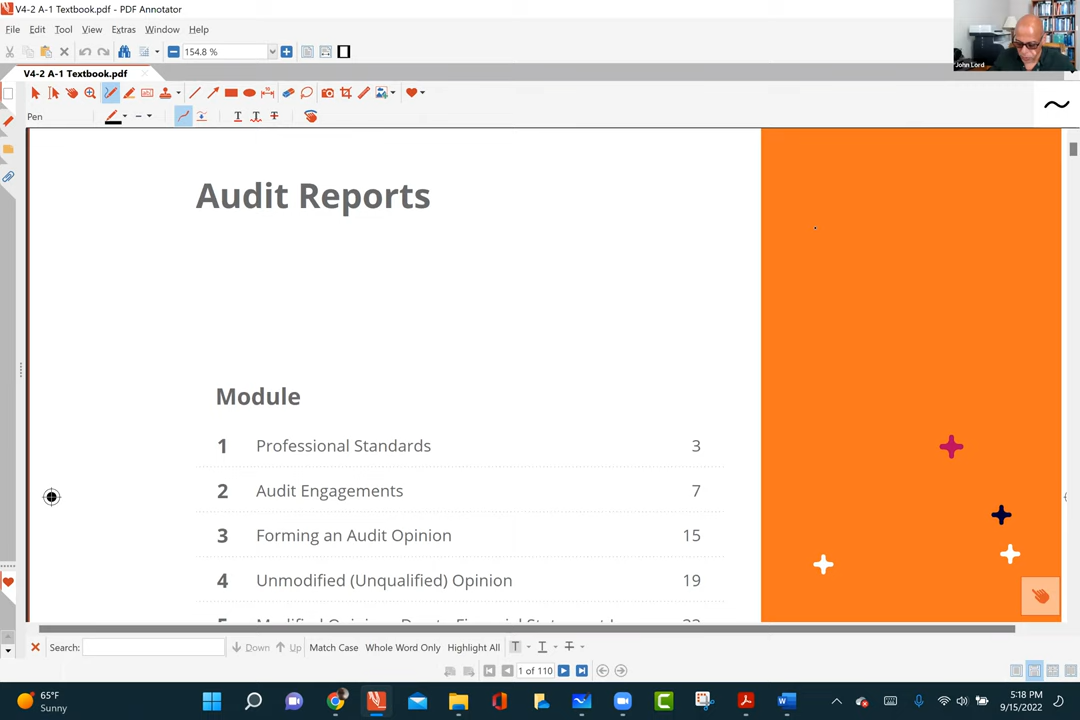 V4-2 A-1 Textbook.pdf - PDF Annotator
File Edit Tool View Extras Window Help
154.8 %
John Lord
V4-2 A-1 Textbook.pdf
Pen
Audit Reports
Module
1 Professional Standards 3
2 Audit Engagements 7
3 Forming an Audit Opinion 15
4 Unmodified (Unqualified) Opinion 19
Search: Down Up Match Case Whole Word Only Highlight All
1 of 110
65°F
Sunny
5:18 PM
9/15/2022